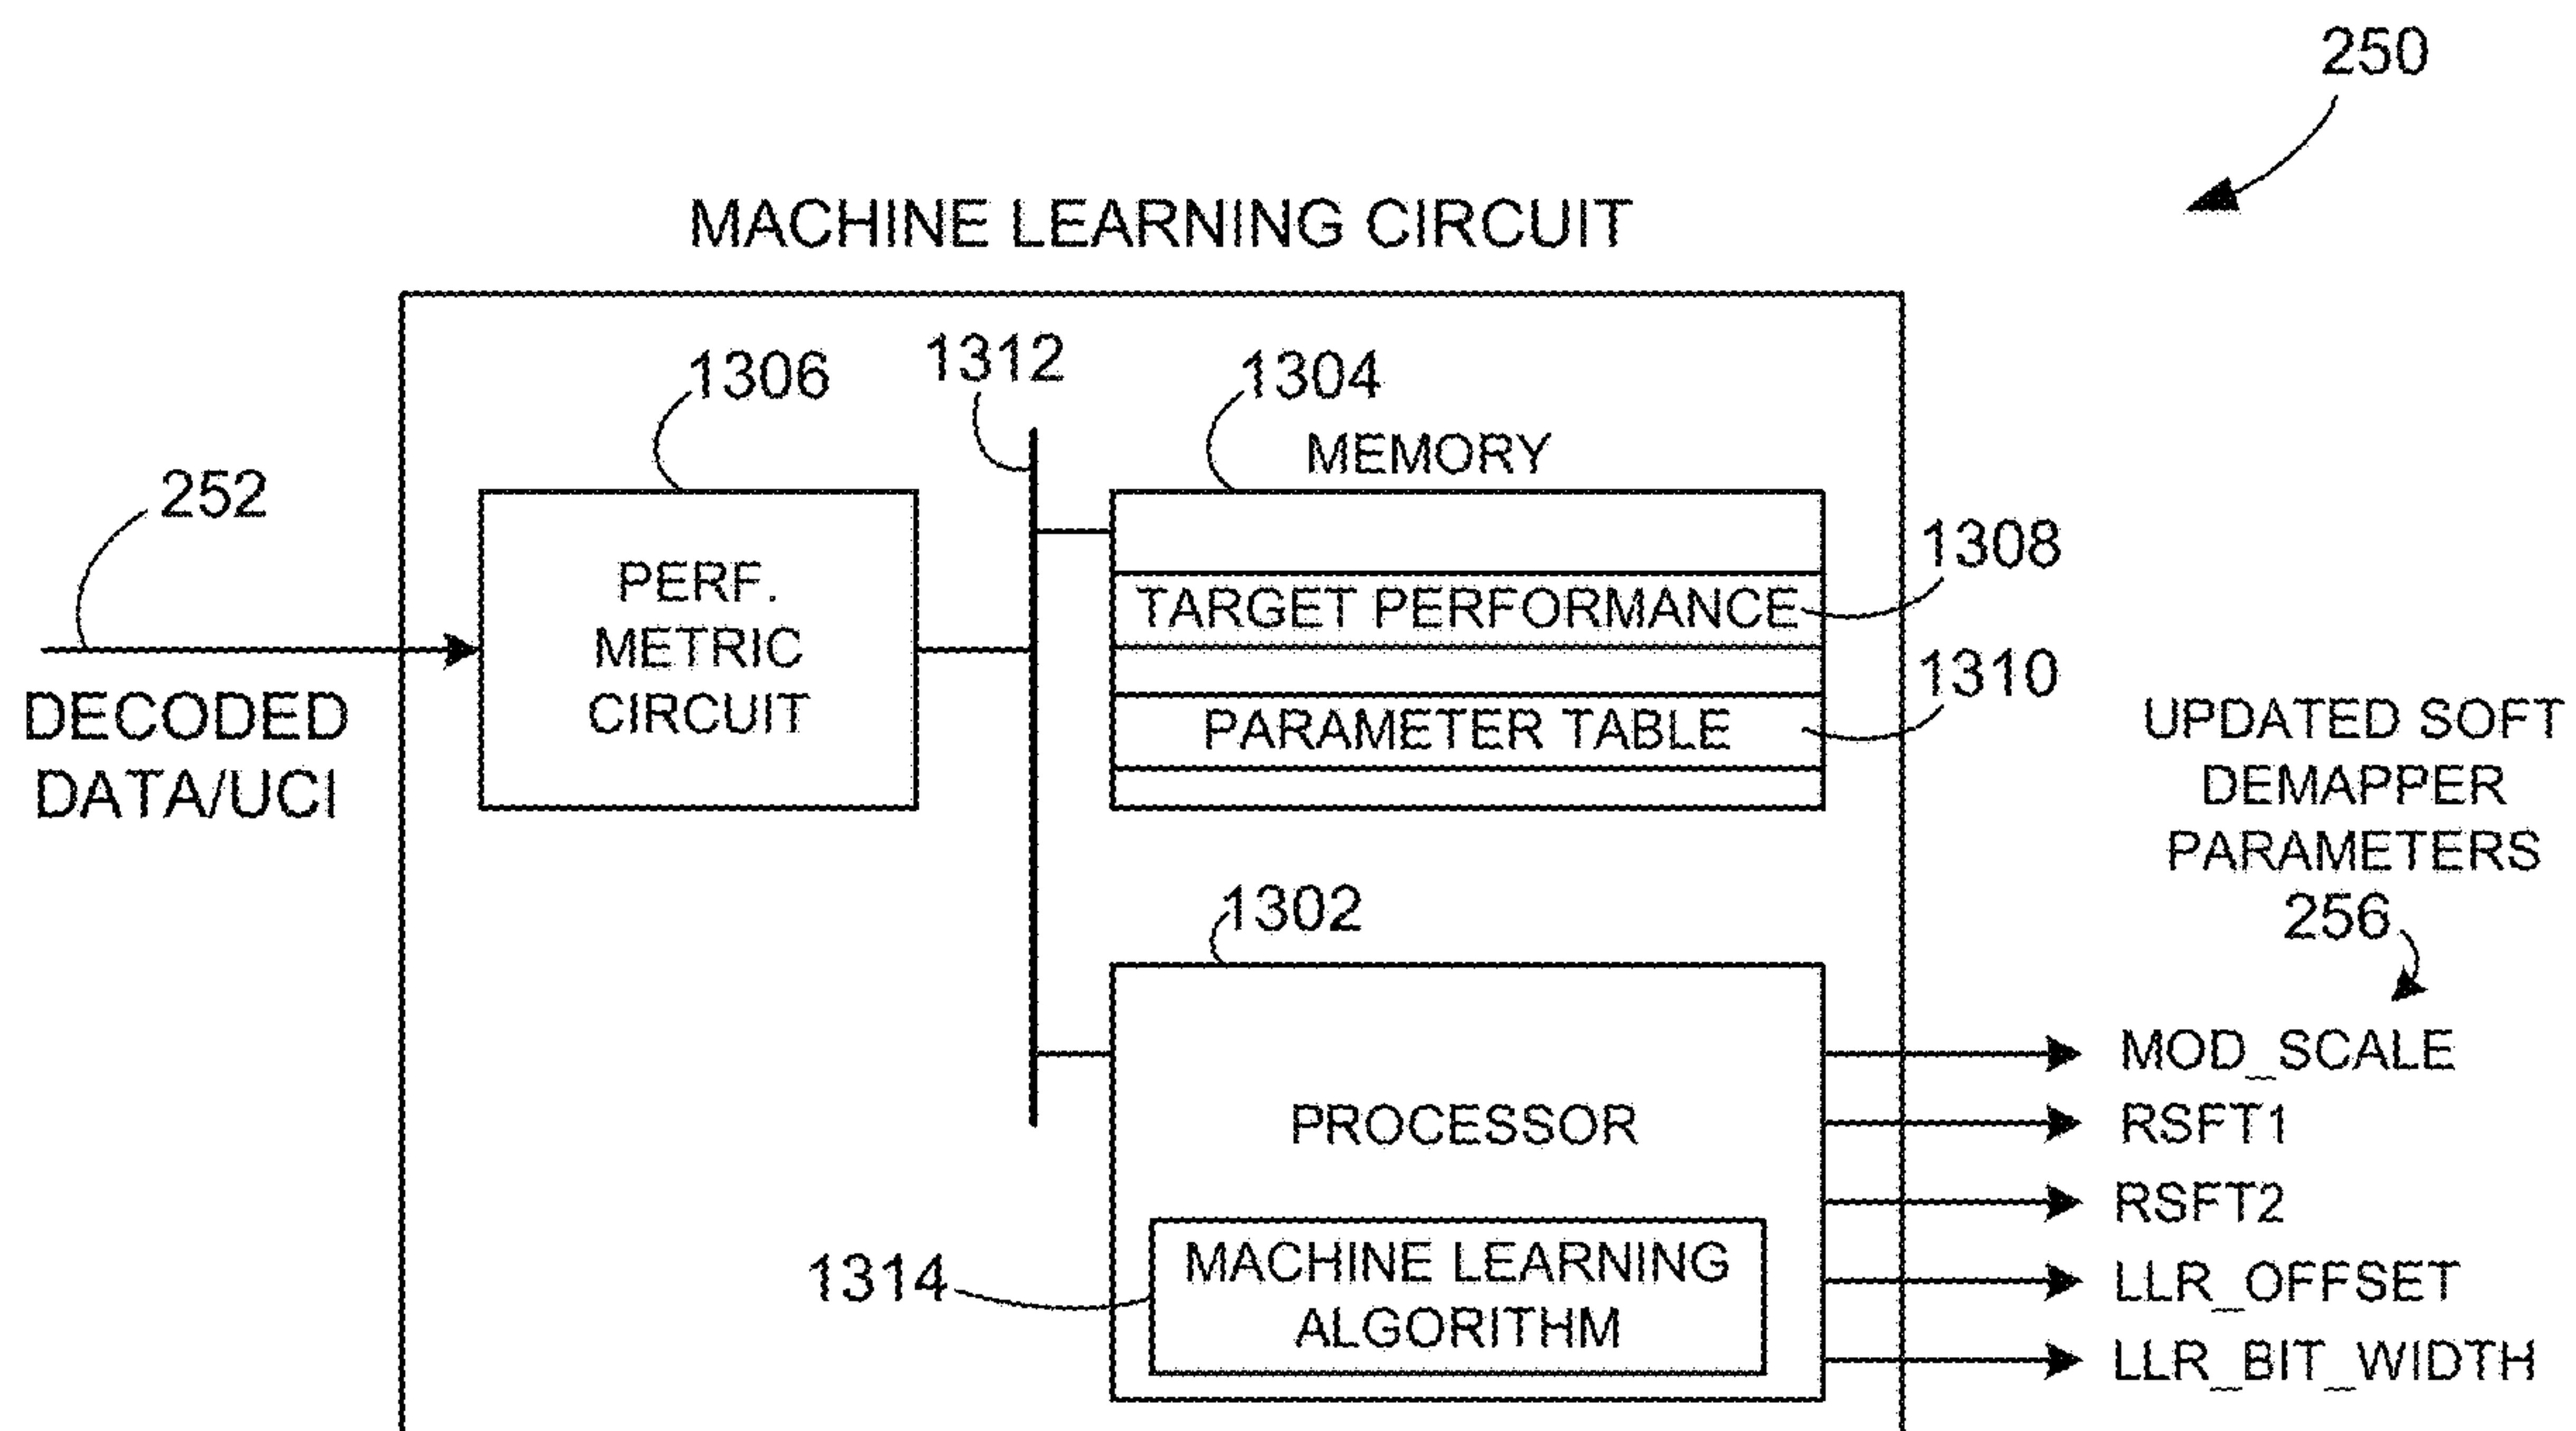 250
MACHINE LEARNING CIRCUIT
1306
1312
1304
MEMORY
252
PERF.
METRIC
CIRCUIT
TARGET PERFORMANCE
1308
PARAMETER TABLE
1310
DECODED
DATA/UCI
UPDATED SOFT
DEMAPPER
PARAMETERS
256
1302
PROCESSOR
1314
MACHINE LEARNING
ALGORITHM
MOD_SCALE
RSFT1
RSFT2
LLR_OFFSET
LLR_BIT_WIDTH